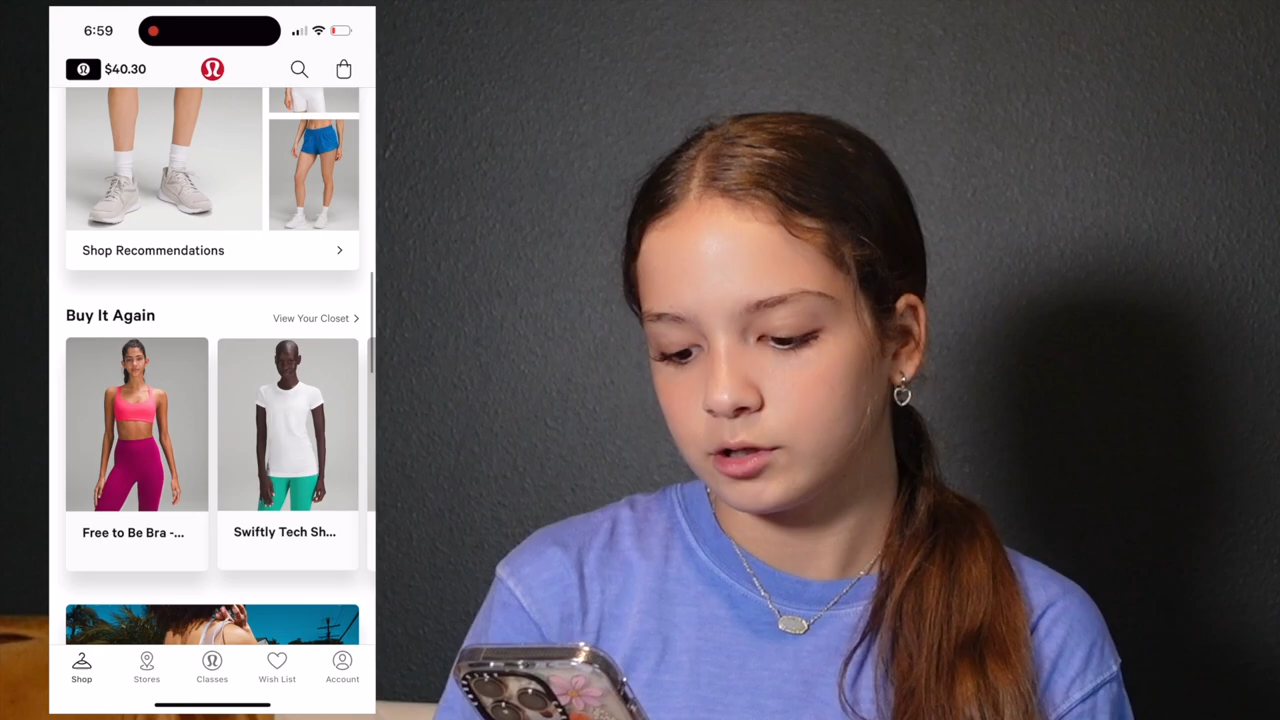 6:59
$40.30
Shop Recommendations
Buy It Again
View Your Closet
Free to Be Bra -...
Swiftly Tech Sh...
Shop
Stores
Classes
Wish List
Account